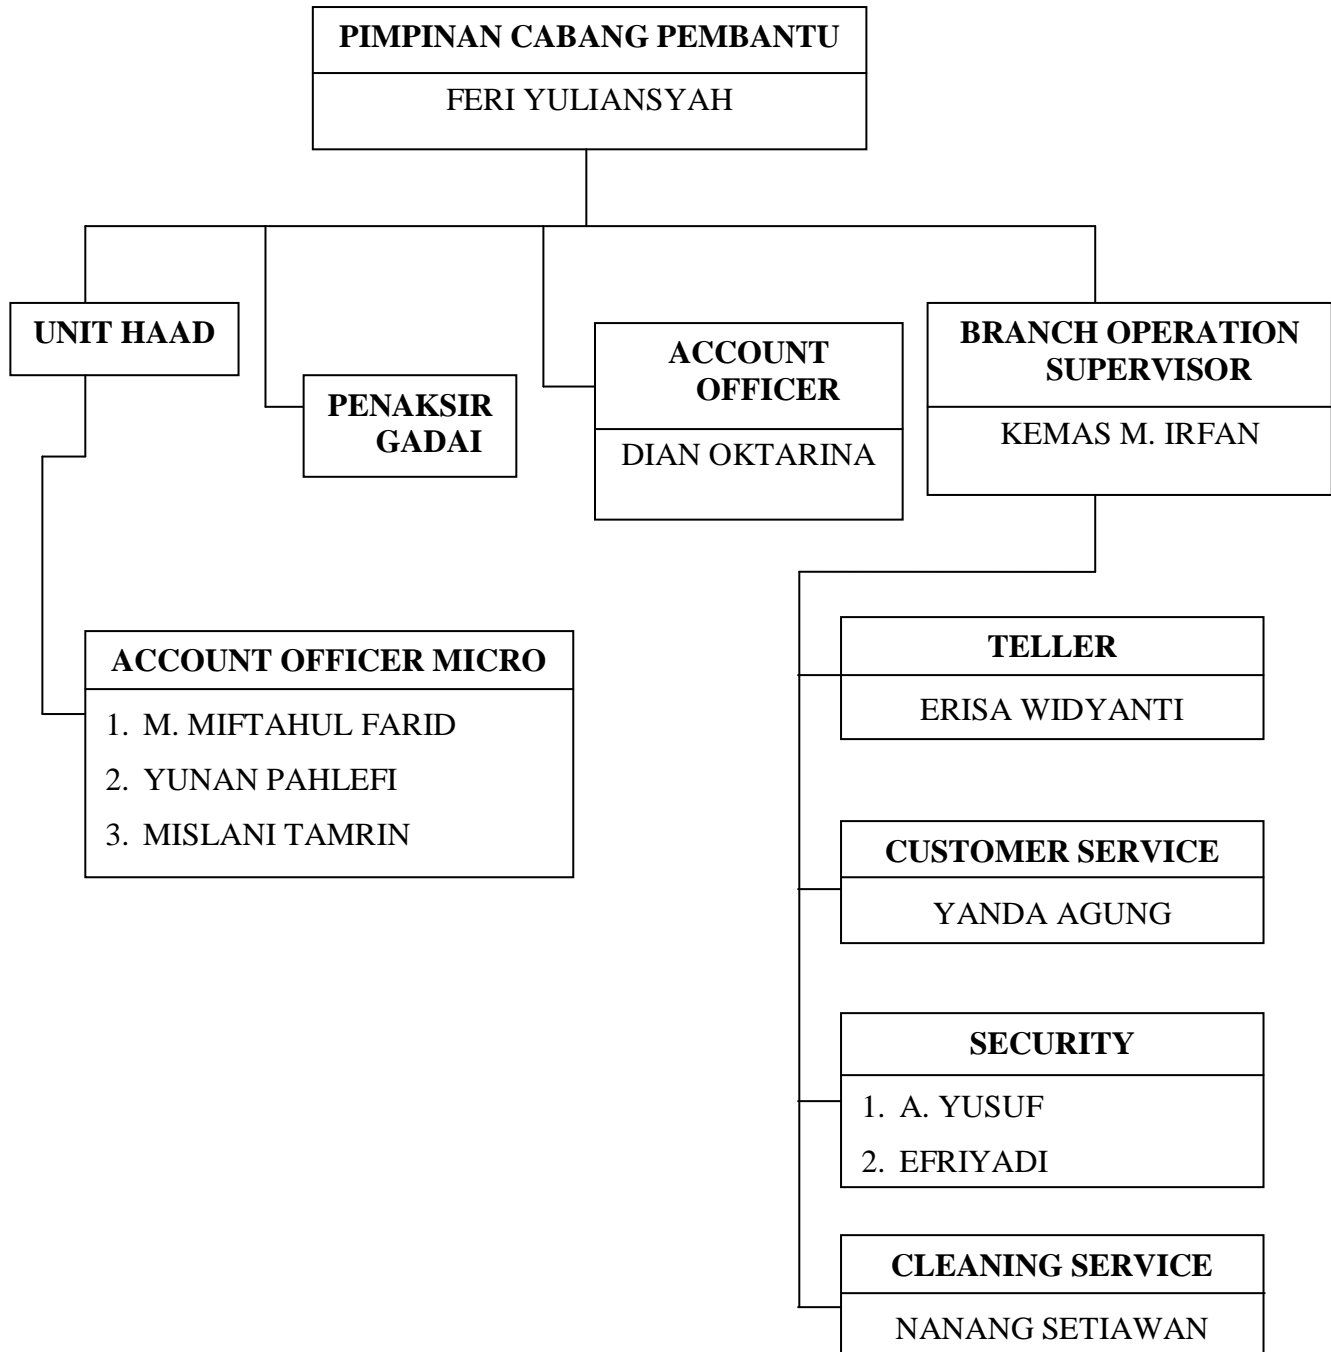 PIMPINAN CABANG PEMBANTU
FERI YULIANSYAH
UNIT HAAD
PENAKSIR
GADAI
ACCOUNT
OFFICER
DIAN OKTARINA
BRANCH OPERATION
SUPERVISOR
KEMAS M. IRFAN
ACCOUNT OFFICER MICRO
1. M. MIFTAHUL FARID
2. YUNAN PAHLEFI
3. MISLANI TAMRIN
TELLER
ERISA WIDYANTI
CUSTOMER SERVICE
YANDA AGUNG
SECURITY
1. A. YUSUF
2. EFRIYADI
CLEANING SERVICE
NANANG SETIAWAN